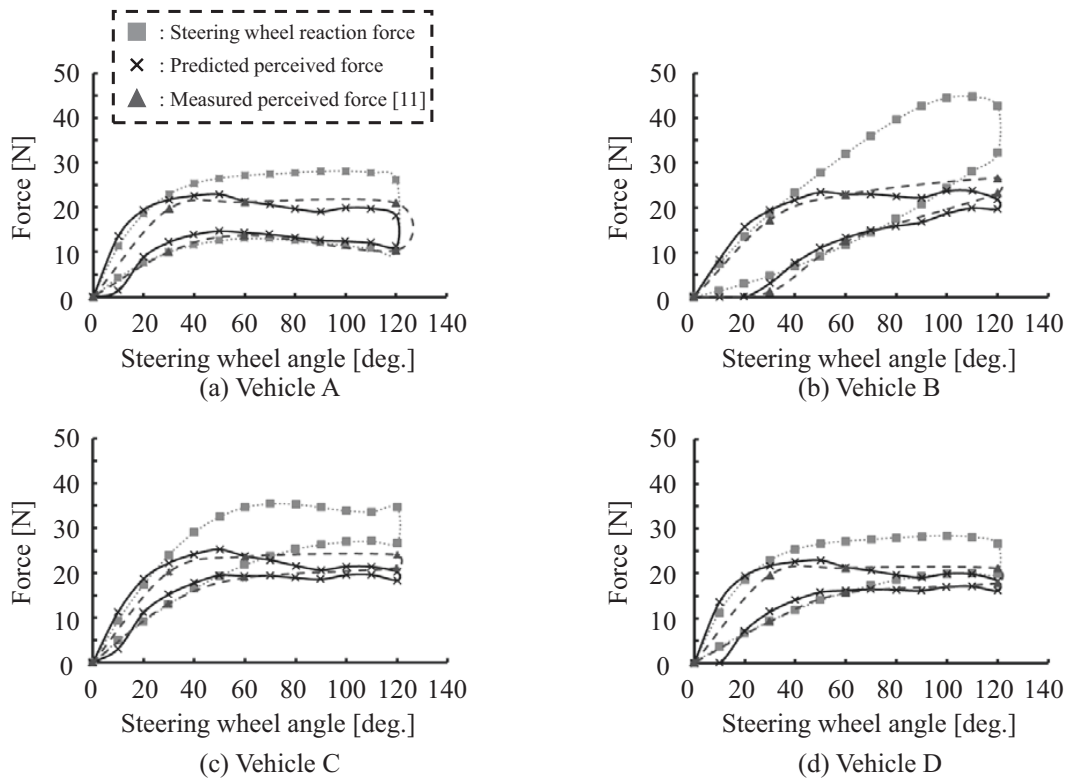 : Steering wheel reaction force
: Predicted perceived force
: Measured perceived force [11]
50
40
30
20
10
0
Force [N]
0 20 40 60 80 100 120 140
Steering wheel angle [deg.]
(a) Vehicle A
50
40
30
20
10
0
Force [N]
0 20 40 60 80 100 120 140
Steering wheel angle [deg.]
(b) Vehicle B
50
40
30
20
10
0
Force [N]
0 20 40 60 80 100 120 140
Steering wheel angle [deg.]
(c) Vehicle C
50
40
30
20
10
0
Force [N]
0 20 40 60 80 100 120 140
Steering wheel angle [deg.]
(d) Vehicle D